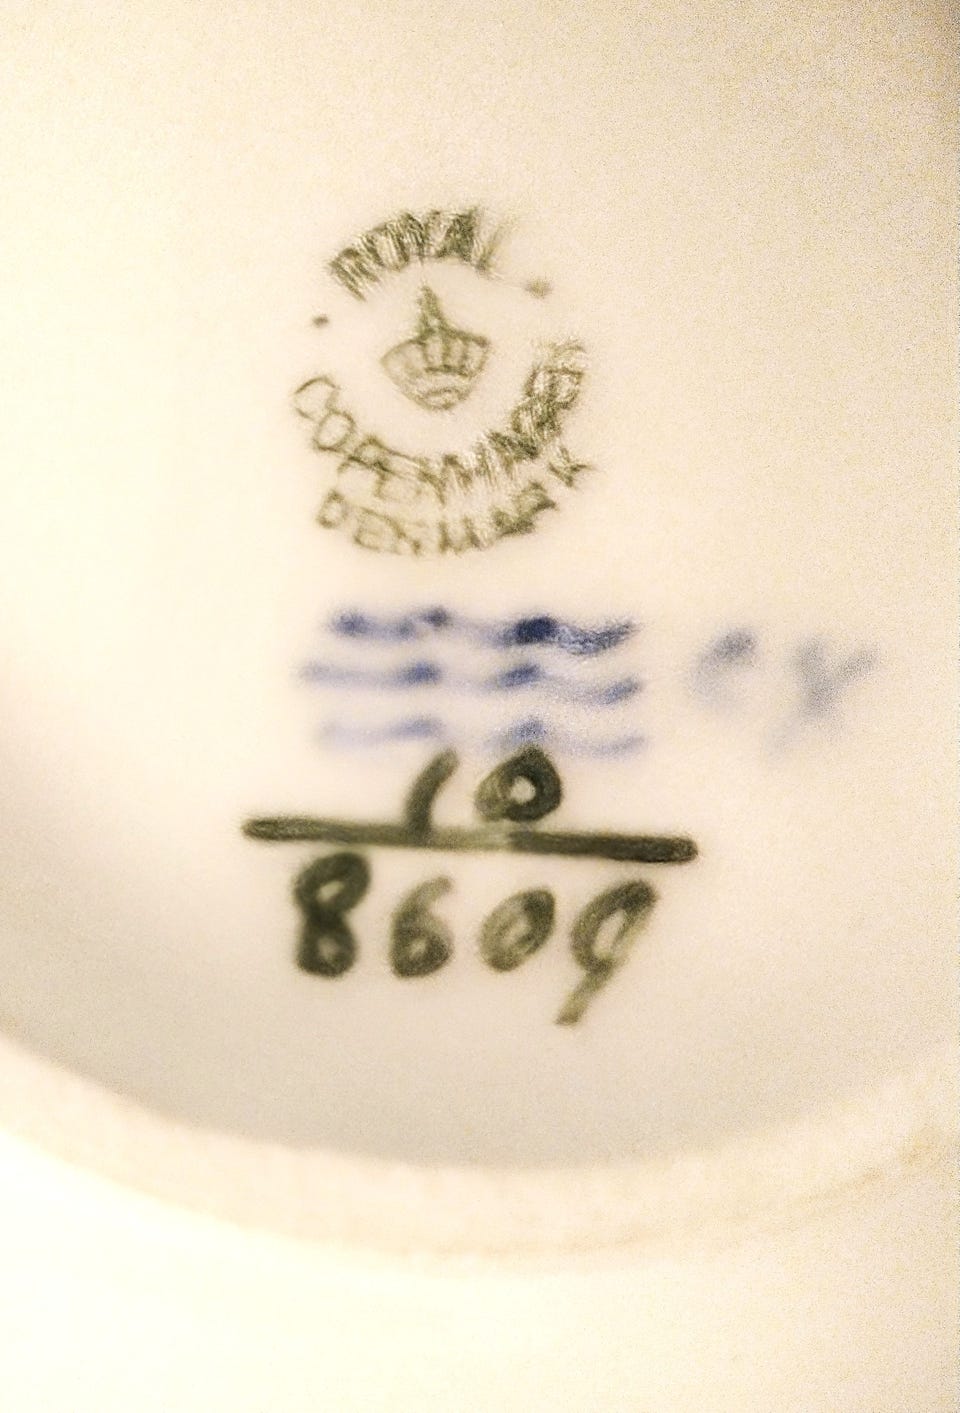 ROYAL
COPENHAGEN
DENMARK
10
8609